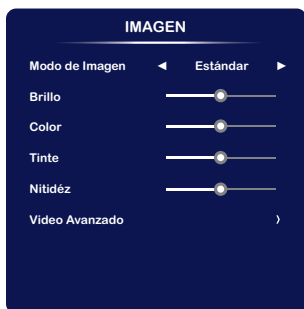 IMAGEN
Modo de Imagen ◄ Estándar ►
Brillo
Color
Tinte
Nitidéz
Video Avanzado 〉